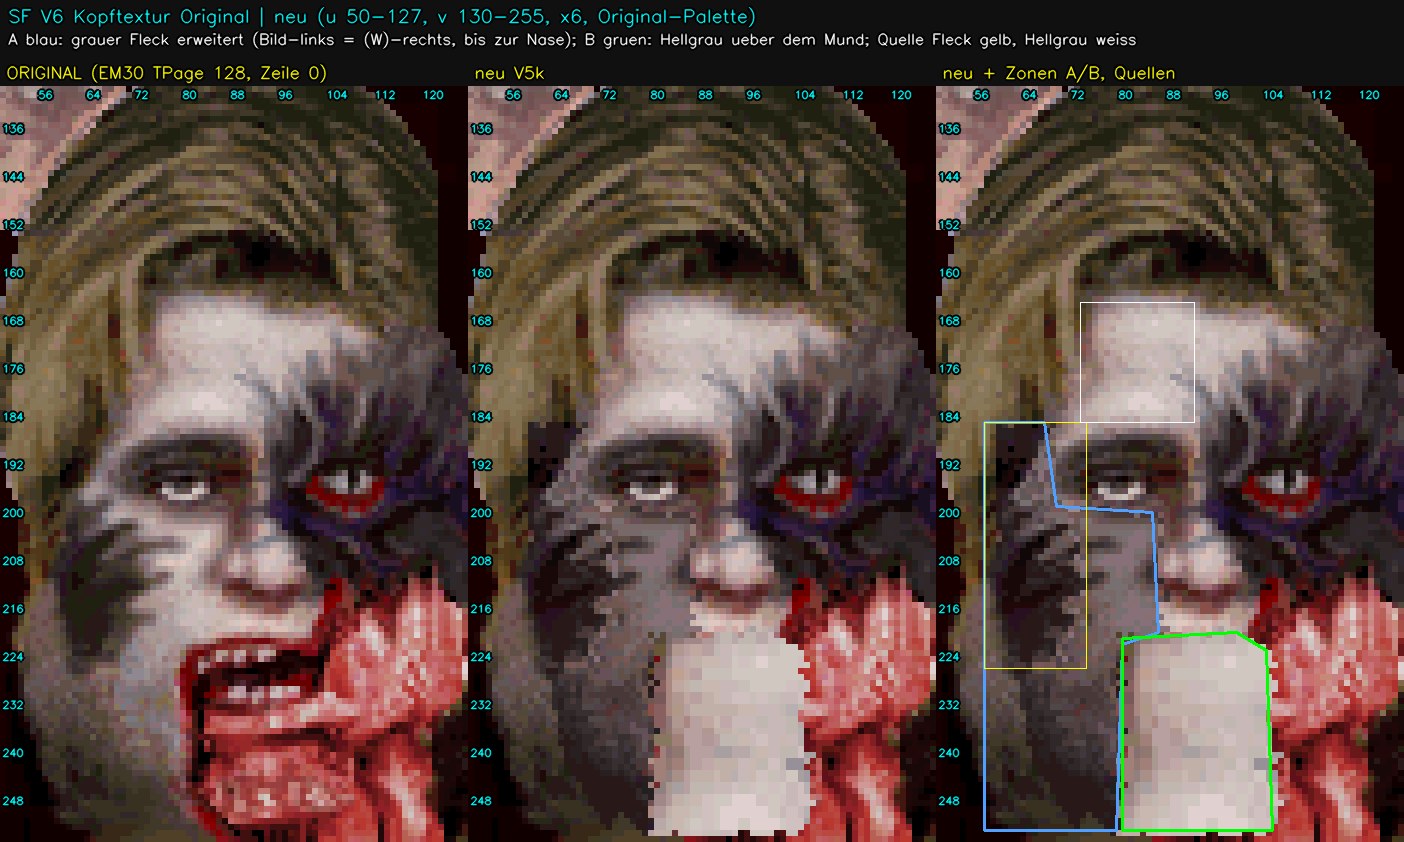 SF V6 Kopftextur Original | neu (u 50-127, v 130-255, x6, Original-Palette)
A blau: grauer Fleck erweitert (Bild-links = (W)-rechts, bis zur Nase); B gruen: Hellgrau ueber dem Mund; Quelle Fleck gelb, Hellgrau weiss
ORIGINAL (EM30 TPage 128, Zeile 0) neu V5k neu + Zonen A/B, Quellen
56 64 72 80 88 96 104 112 120 56 64 72 80 88 96 104 112 120 56 64 72 80 88 96 104 112 120
136 136 136
144 144 144
152 152 152
160 160 160
168 168 168
176 176 176
184 184 184
192 192 192
200 200 200
208 208 208
216 216 216
224 224 224
232 232 232
240 240 240
248 248 248